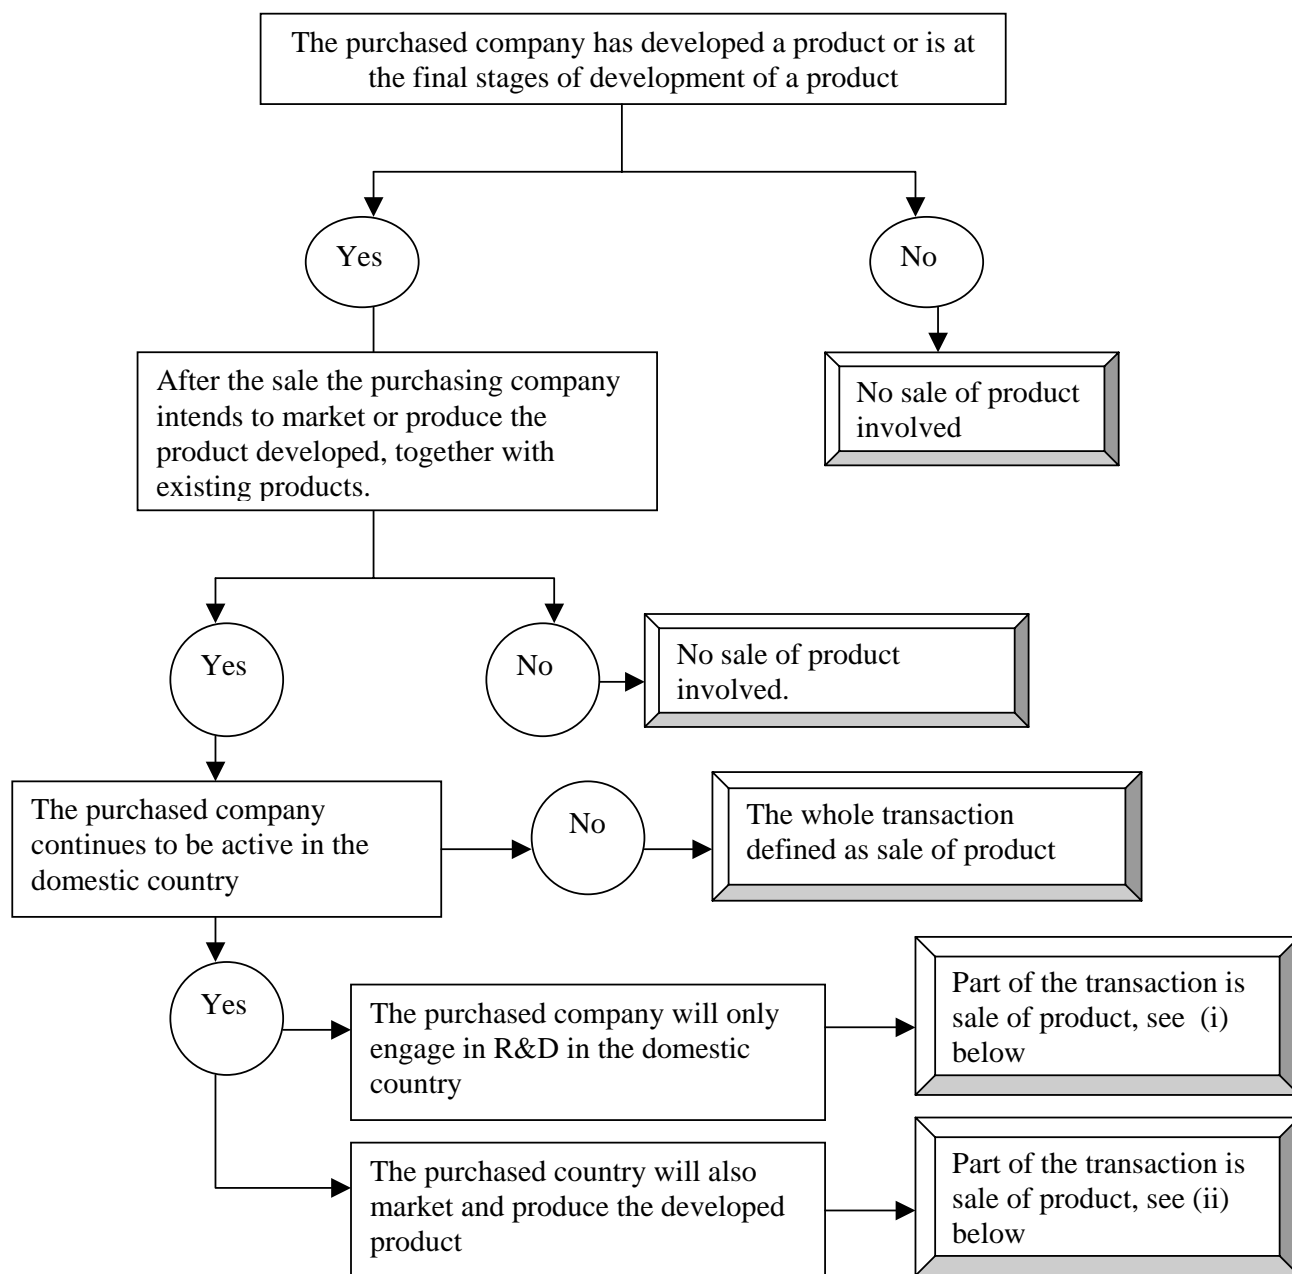 The purchased company has developed a product or is at
the final stages of development of a product
Yes
No
After the sale the purchasing company
intends to market or produce the
product developed, together with
existing products.
No sale of product
involved
Yes
No
No sale of product
involved.
The purchased company
continues to be active in the
domestic country
No
The whole transaction
defined as sale of product
Yes
The purchased company will only
engage in R&D in the domestic
country
Part of the transaction is
sale of product, see (i)
below
The purchased country will also
market and produce the developed
product
Part of the transaction is
sale of product, see (ii)
below